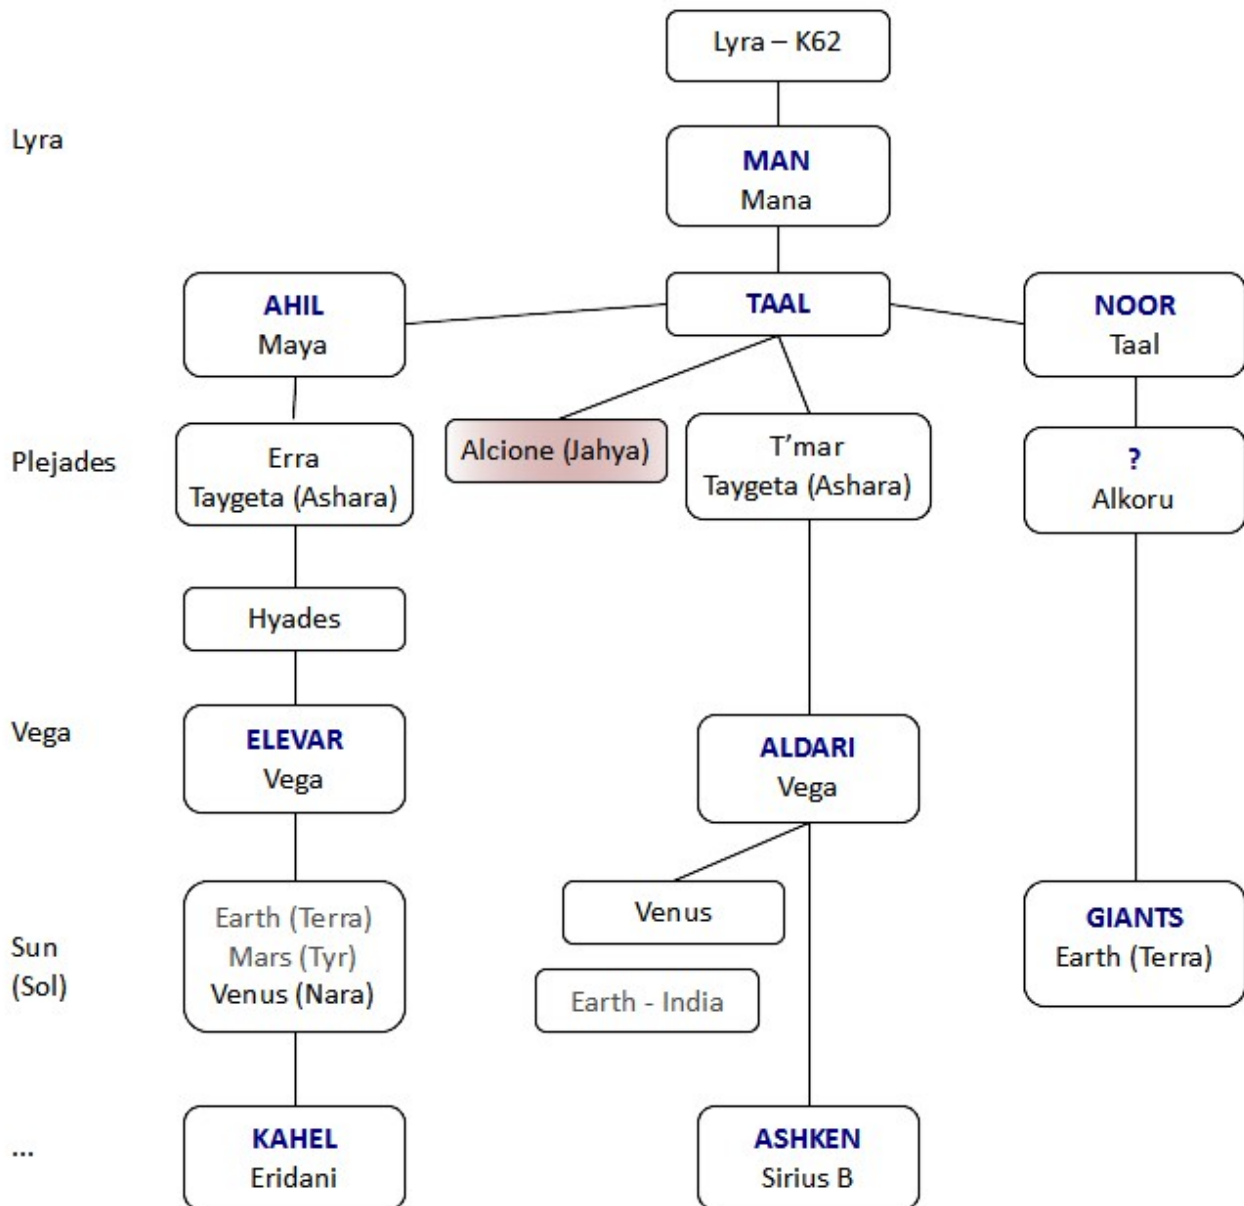 Lyra – K62
Lyra
MAN
Mana
AHIL
Maya
TAAL
NOOR
Taal
Plejades
Erra
Taygeta (Ashara)
Alcione (Jahya)
T’mar
Taygeta (Ashara)
?
Alkoru
Hyades
Vega
ELEVAR
Vega
ALDARI
Vega
Sun
(Sol)
Earth (Terra)
Mars (Tyr)
Venus (Nara)
Venus
Earth - India
GIANTS
Earth (Terra)
...
KAHEL
Eridani
ASHKEN
Sirius B